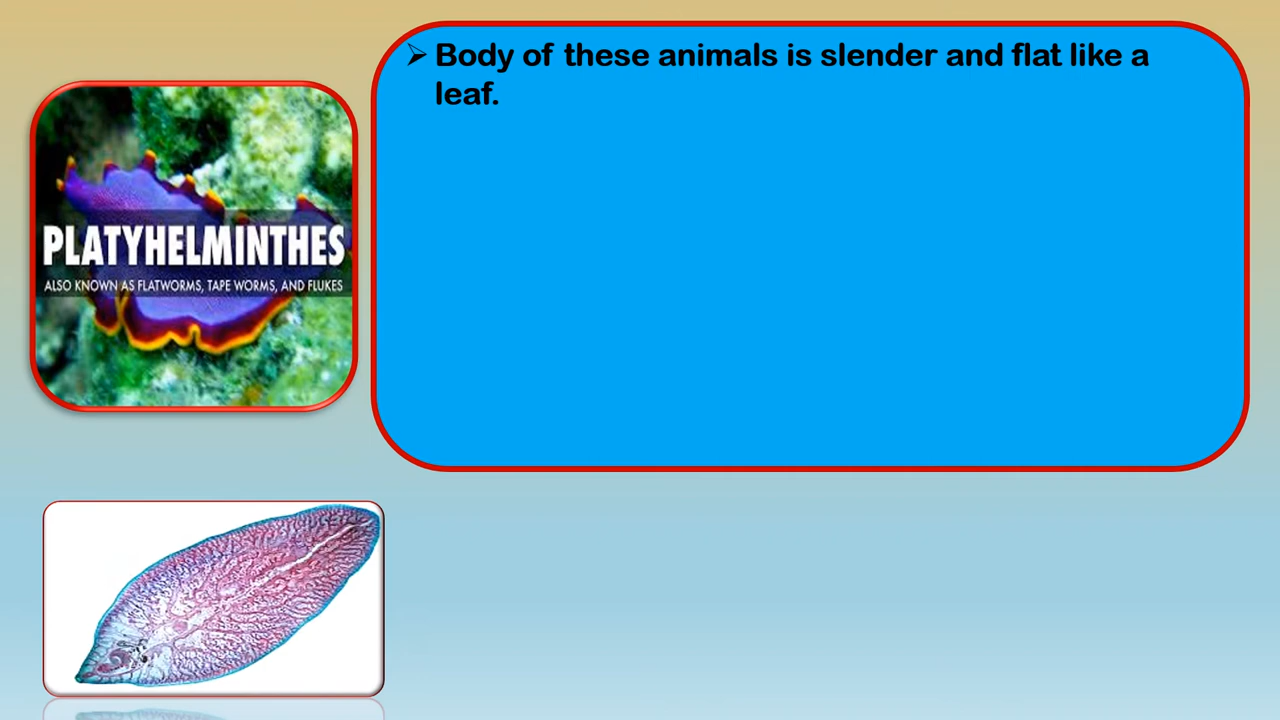 ➢ Body of these animals is slender and flat like a
leaf.
PLATYHELMINTHES
ALSO KNOWN AS FLATWORMS, TAPE WORMS, AND FLUKES